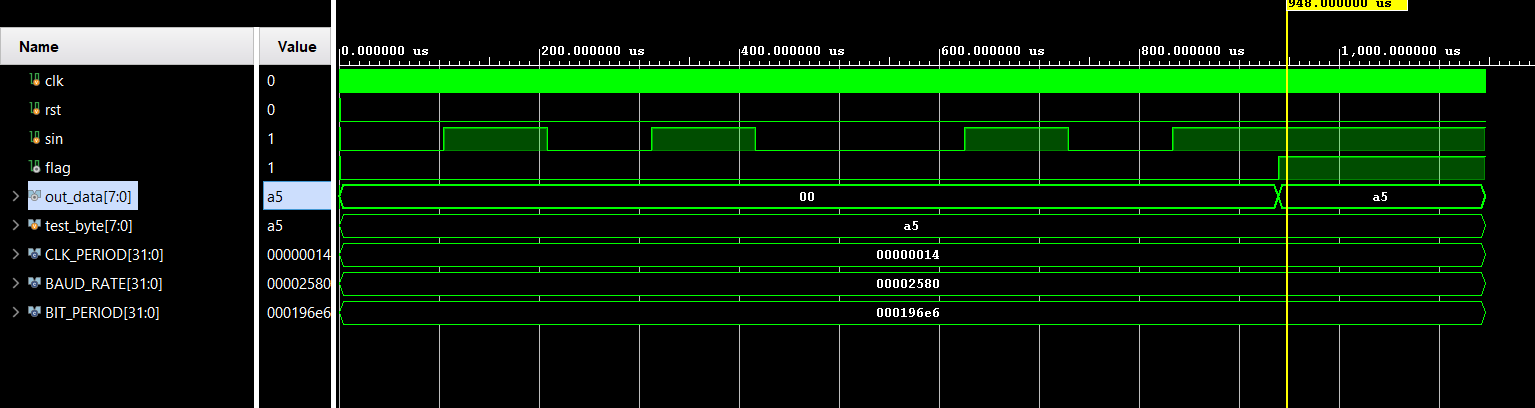 948.000000 us
Name Value
0.000000 us 200.000000 us 400.000000 us 600.000000 us 800.000000 us 1,000.000000 us
clk 0
rst 0
sin 1
flag 1
out_data[7:0] a5 00 a5
test_byte[7:0] a5 a5
CLK_PERIOD[31:0] 00000014 00000014
BAUD_RATE[31:0] 00002580 00002580
BIT_PERIOD[31:0] 000196e6 000196e6